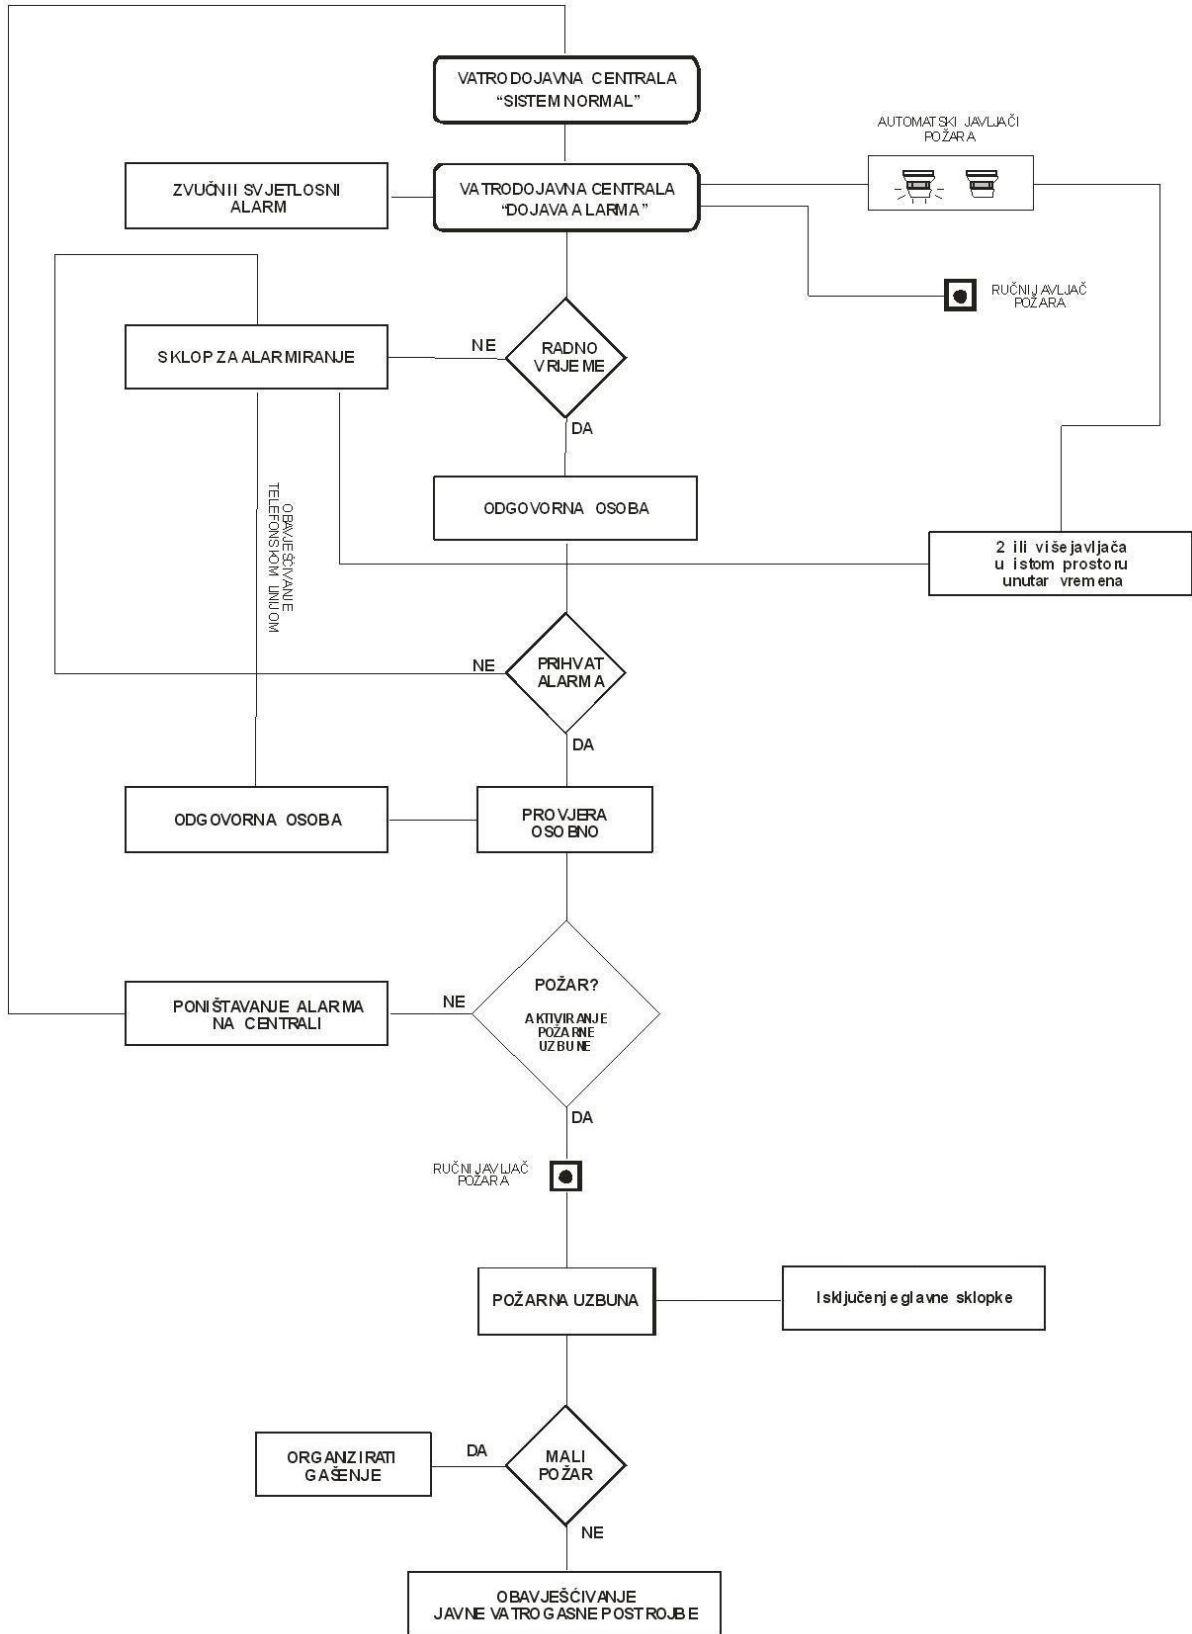 VATRODOJAVNA CENTRALA
“SISTEM NORMAL”
AUTOMATSKI JAVLJAČI
POŽARA
ZVUČNI I SVJETLOSNI
ALARM
VATRODOJAVNA CENTRALA
“DOJAVA ALARMA”
RUČNI JAVLJAČ
POŽARA
SKLOP ZA ALARMIRANJE
NE
RADNO
VRIJEME
DA
ODGOVORNA OSOBA
OBAVJEŠĆIVANJE
TELEFONSKOM LINIJOM
2 ili više javljača
u istom prostoru
unutar vremena
NE
PRIHVAT
ALARMA
DA
ODGOVORNA OSOBA
PROVJERA
OSOBNO
PONIŠTAVANJE ALARMA
NA CENTRALI
NE
POŽAR?
AKTIVIRANJE
POŽARNE
UZBUNE
DA
RUČNI JAVLJAČ
POŽARA
POŽARNA UZBUNA
Isključenje glavne sklopke
ORGANIZIRATI
GAŠENJE
DA
MALI
POŽAR
NE
OBAVJEŠĆIVANJE
JAVNE VATROGASNE POSTROJBE